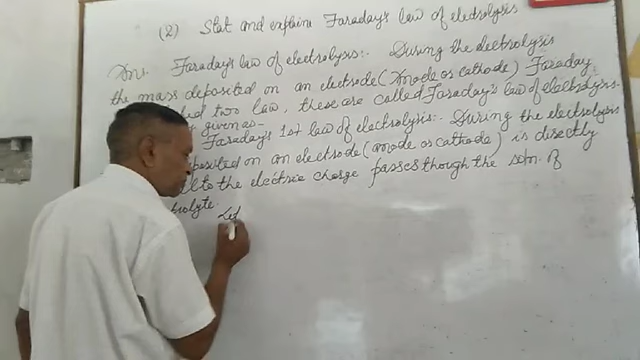 (2) Stat and explain Faraday's law of electrolysis
Ans. Faraday's law of electrolysis:- During the electrolysis
the mass deposited on an electrode (Anode or cathode) Faraday
two law, these are called Faraday's law of electrolysis.
given as-
Faraday's 1st law of electrolysis:- During the electrolysis
on an electrode (anode or cathode) is directly
to the electric charge passes though the soln. of
Let